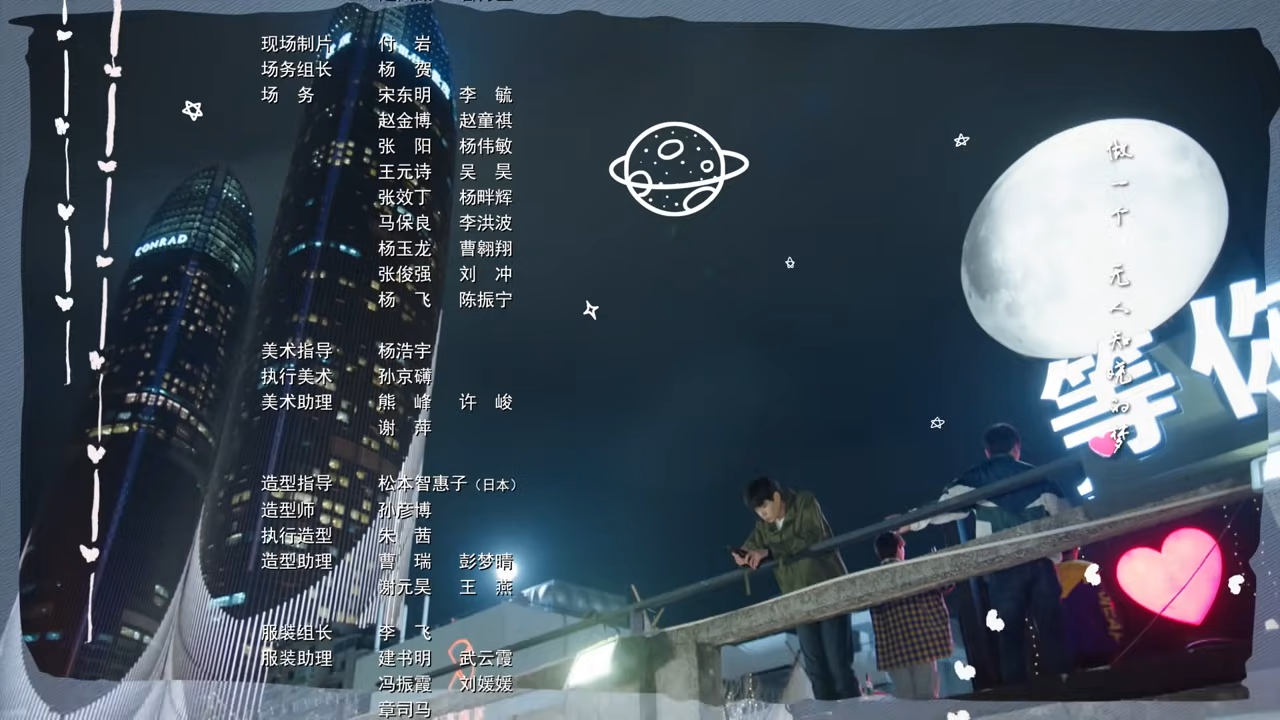 现场制片 付 岩
场务组长 杨 贺
场 务 宋东明 李 毓
赵金博 赵童祺
张 阳 杨伟敏
王元诗 吴 昊
张效丁 杨畔辉
马保良 李洪波
杨玉龙 曹翱翔
张俊强 刘 冲
杨 飞 陈振宁
美术指导 杨浩宇
执行美术 孙京礴
美术助理 熊 峰 许 峻
谢 萍
造型指导 松本智惠子（日本）
造型师 孙彦博
执行造型 朱 茜
造型助理 曹 瑞 彭梦晴
谢元昊 王 燕
服装组长 李 飞
服装助理 建书明 武云霞
冯振霞 刘媛媛
章司马
CONRAD
做一个无人知晓的梦
等你